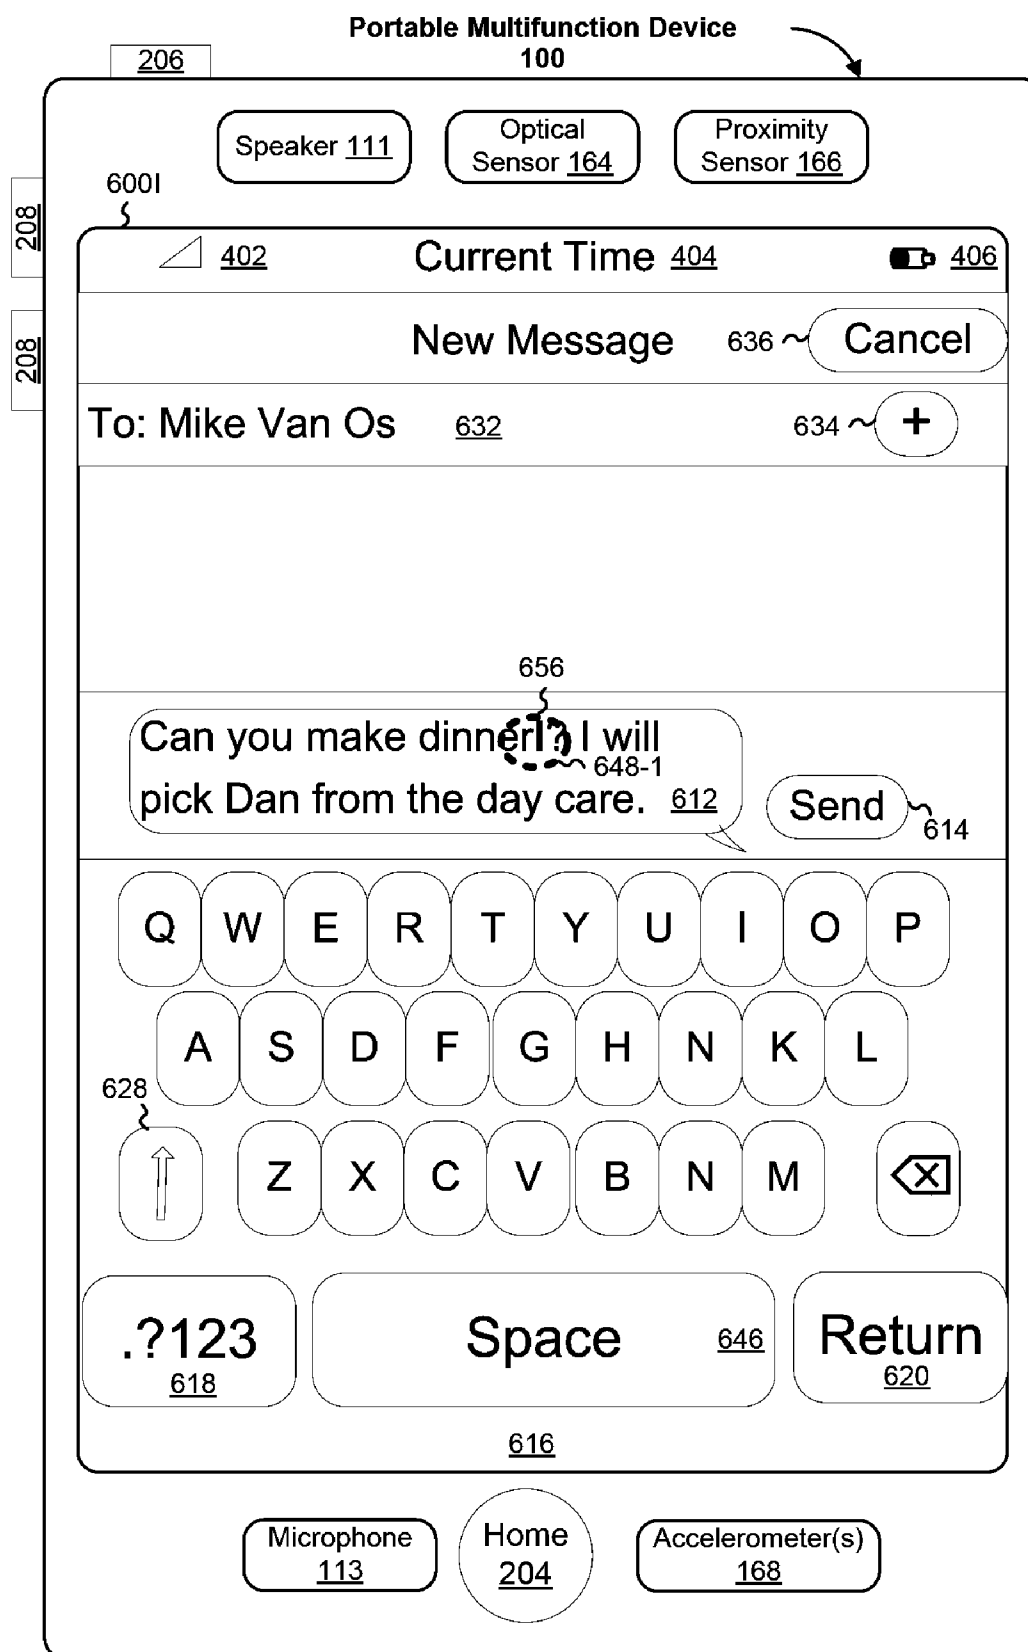 Portable Multifunction Device
100
206
Speaker 111
Optical
Sensor 164
Proximity
Sensor 166
600I
208
208
402
Current Time 404
406
New Message
636
Cancel
To: Mike Van Os
632
634
+
656
Can you make dinner? I will
648-1
pick Dan from the day care.
612
Send
614
Q W E R T Y U I O P
A S D F G H N K L
628
Z X C V B N M
.?123
618
Space
646
Return
620
616
Microphone
113
Home
204
Accelerometer(s)
168